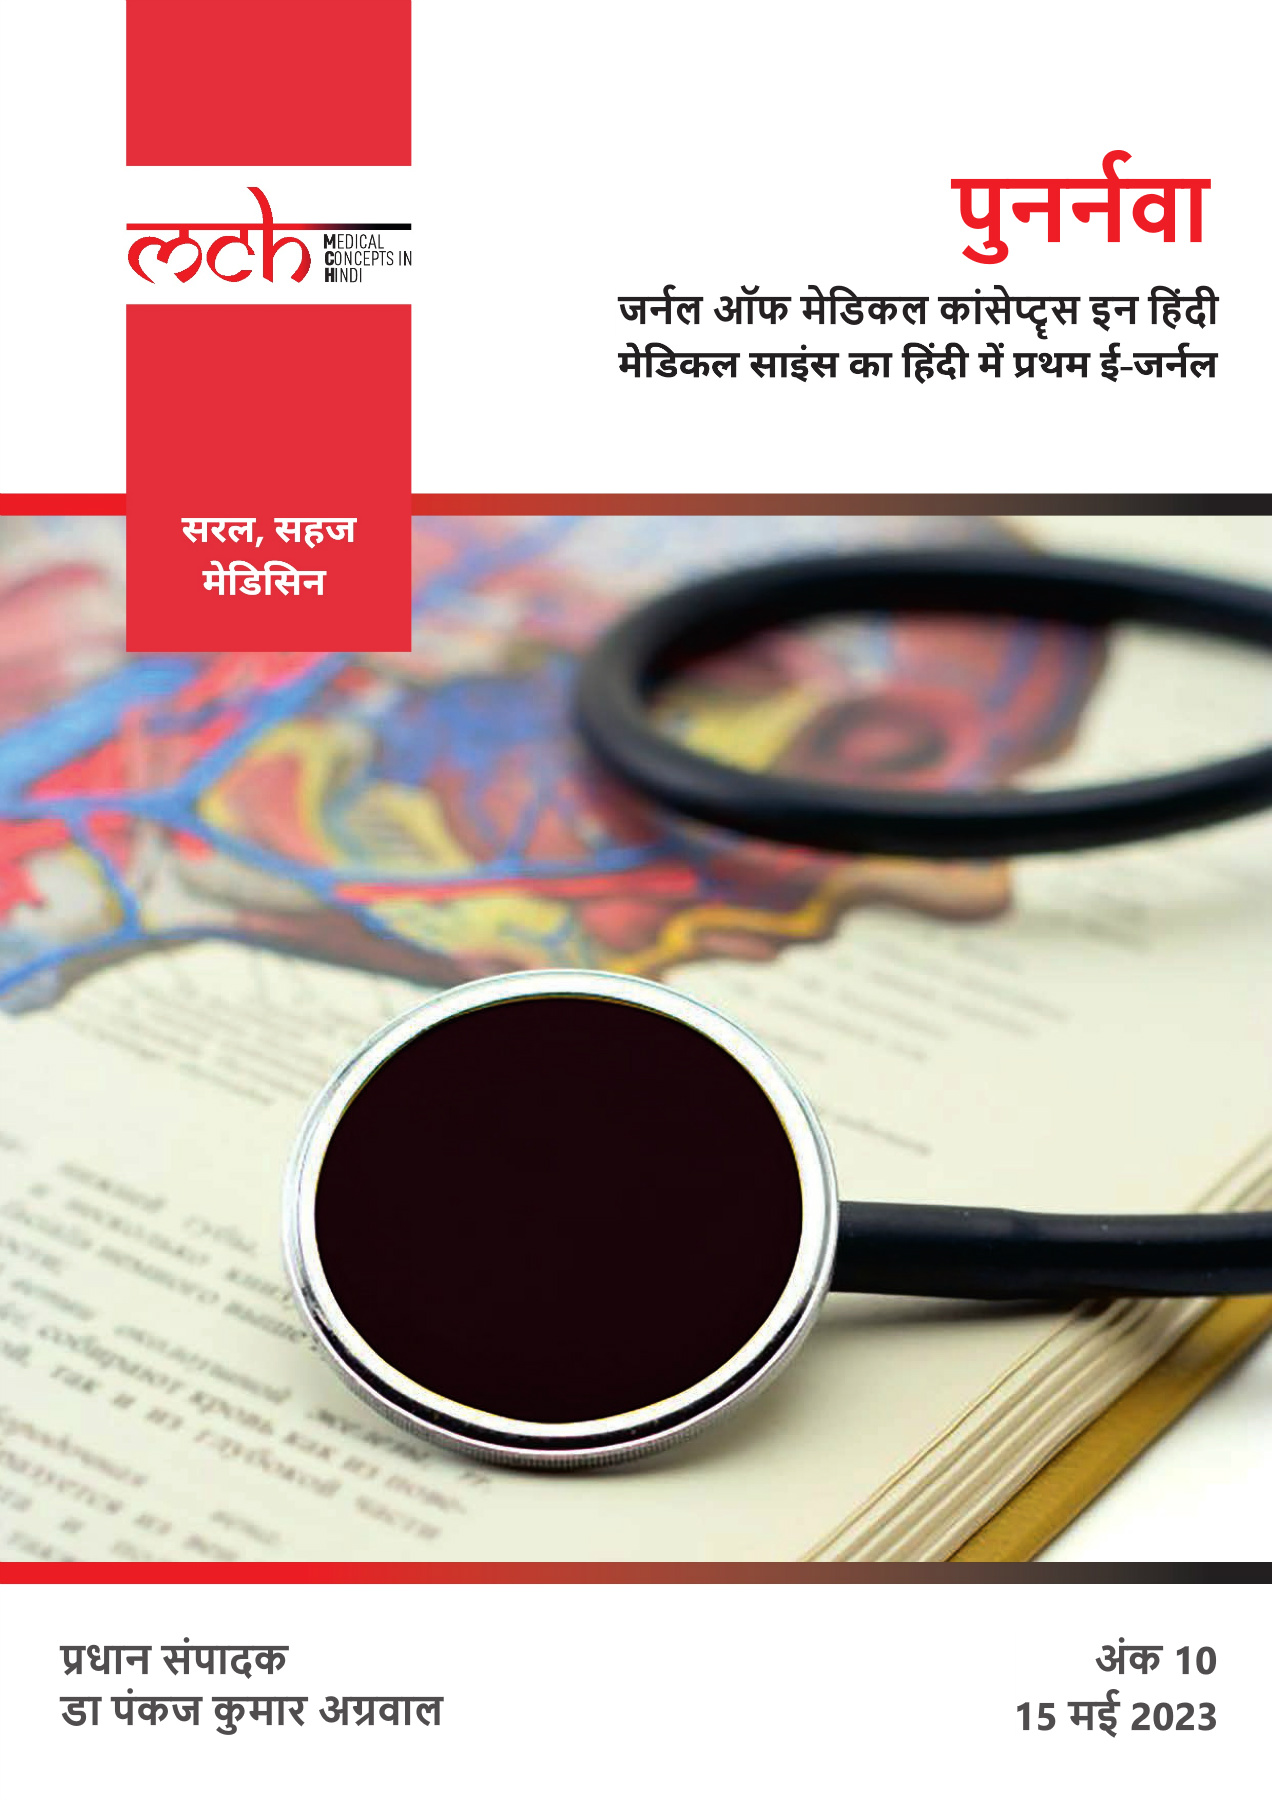 mch
MEDICAL
CONCEPTS IN
HINDI
पुनर्नवा
जर्नल ऑफ मेडिकल कांसेप्ट्स इन हिंदी
मेडिकल साइंस का हिंदी में प्रथम ई-जर्नल
सरल, सहज
मेडिसिन
प्रधान संपादक
डा पंकज कुमार अग्रवाल
अंक 10
15 मई 2023